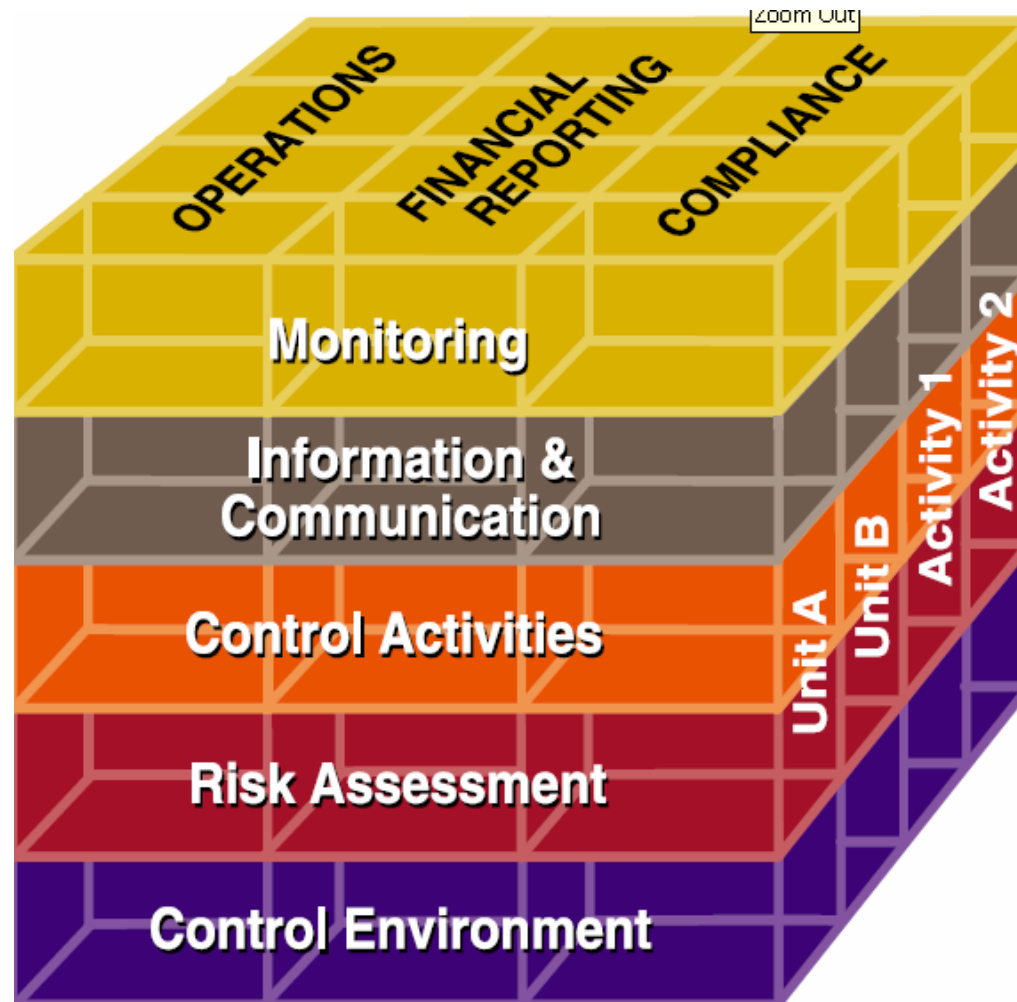 Zoom Out
OPERATIONS
FINANCIAL
REPORTING
COMPLIANCE
Monitoring
Information &
Communication
Control Activities
Risk Assessment
Control Environment
Unit A
Unit B
Activity 1
Activity 2